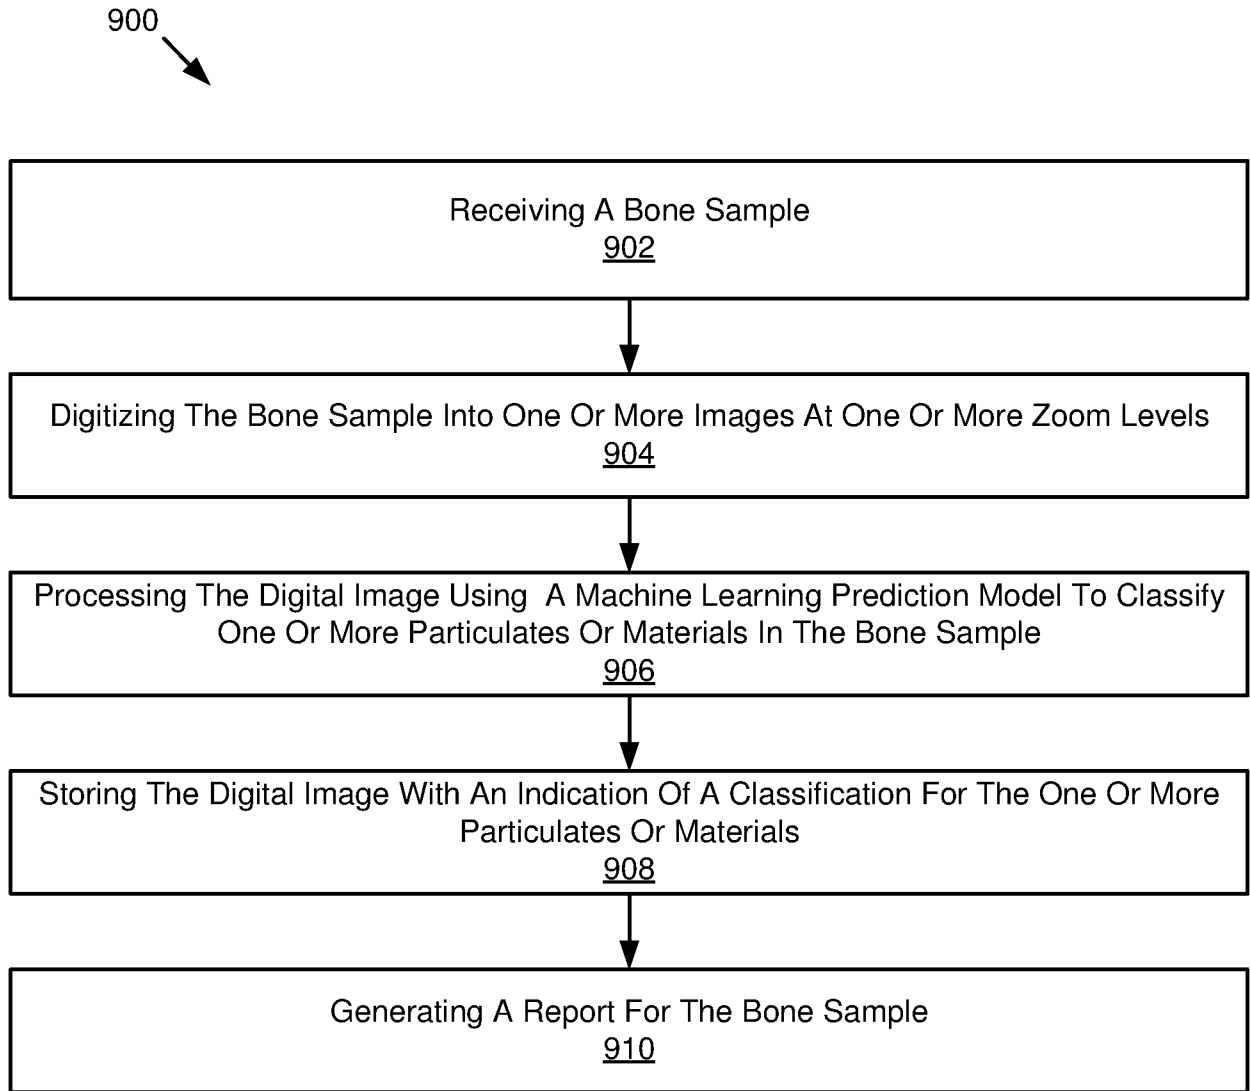 900
Receiving A Bone Sample
902
Digitizing The Bone Sample Into One Or More Images At One Or More Zoom Levels
904
Processing The Digital Image Using  A Machine Learning Prediction Model To Classify
One Or More Particulates Or Materials In The Bone Sample
906
Storing The Digital Image With An Indication Of A Classification For The One Or More
Particulates Or Materials
908
Generating A Report For The Bone Sample
910